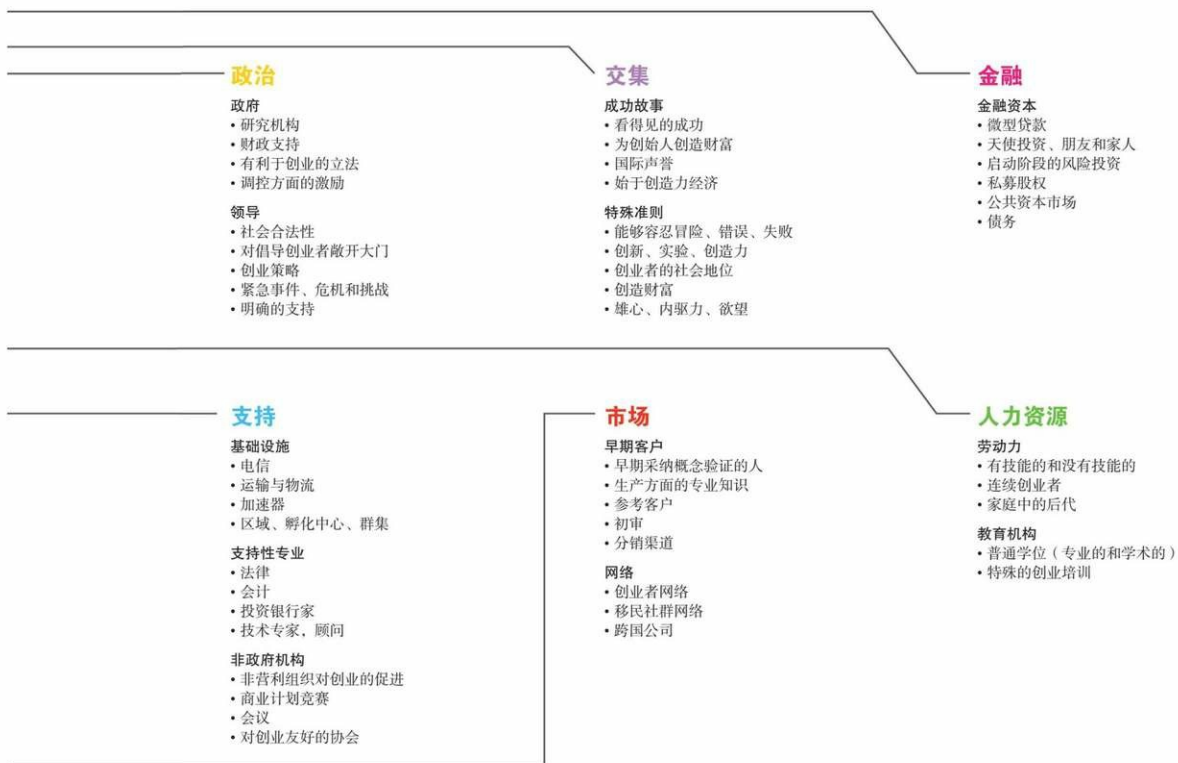 政治
政府
• 研究机构
• 财政支持
• 有利于创业的立法
• 调控方面的激励
领导
• 社会合法性
• 对倡导创业者敞开大门
• 创业策略
• 紧急事件、危机和挑战
• 明确的支持
交集
成功故事
• 看得见的成功
• 为创始人创造财富
• 国际声誉
• 始于创造力经济
特殊准则
• 能够容忍冒险、错误、失败
• 创新、实验、创造力
• 创业者的社会地位
• 创造财富
• 雄心、内驱力、欲望
金融
金融资本
• 微型贷款
• 天使投资、朋友和家人
• 启动阶段的风险投资
• 私募股权
• 公共资本市场
• 债务
支持
基础设施
• 电信
• 运输与物流
• 加速器
• 区域、孵化中心、群集
支持性专业
• 法律
• 会计
• 投资银行家
• 技术专家，顾问
非政府机构
• 非营利组织对创业的促进
• 商业计划竞赛
• 会议
• 对创业友好的协会
市场
早期客户
• 早期采纳概念验证的人
• 生产方面的专业知识
• 参考客户
• 初审
• 分销渠道
网络
• 创业者网络
• 移民社群网络
• 跨国公司
人力资源
劳动力
• 有技能的和没有技能的
• 连续创业者
• 家庭中的后代
教育机构
• 普通学位（专业的和学术的）
• 特殊的创业培训